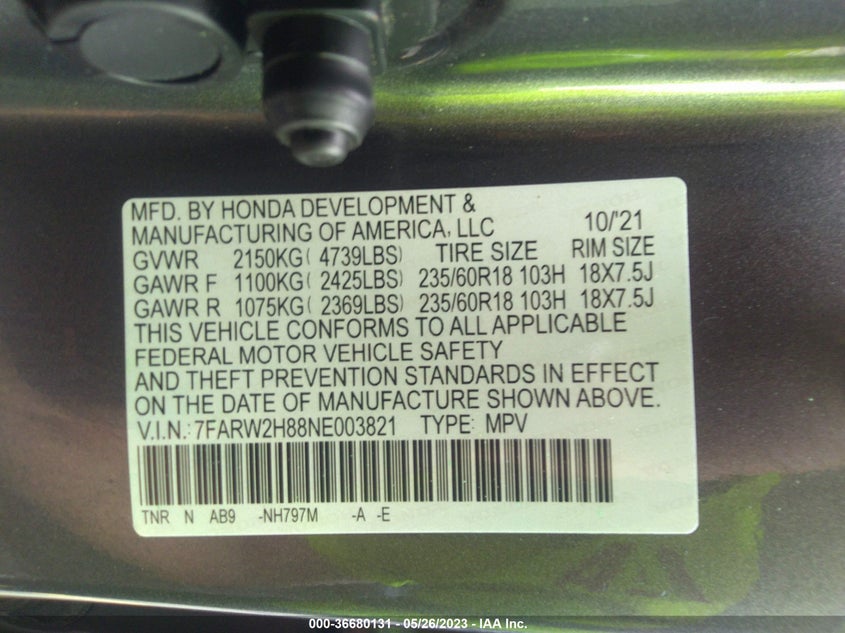 MFD. BY HONDA DEVELOPMENT &
MANUFACTURING OF AMERICA, LLC 10/'21
GVWR 2150KG( 4739LBS) TIRE SIZE RIM SIZE
GAWR F 1100KG( 2425LBS) 235/60R18 103H 18X7.5J
GAWR R 1075KG( 2369LBS) 235/60R18 103H 18X7.5J
THIS VEHICLE CONFORMS TO ALL APPLICABLE
FEDERAL MOTOR VEHICLE SAFETY
AND THEFT PREVENTION STANDARDS IN EFFECT
ON THE DATE OF MANUFACTURE SHOWN ABOVE.
V.I.N.: 7FARW2H88NE003821 TYPE: MPV
TNR N AB9 -NH797M -A -E
000-36680131 - 05/26/2023 - IAA Inc.